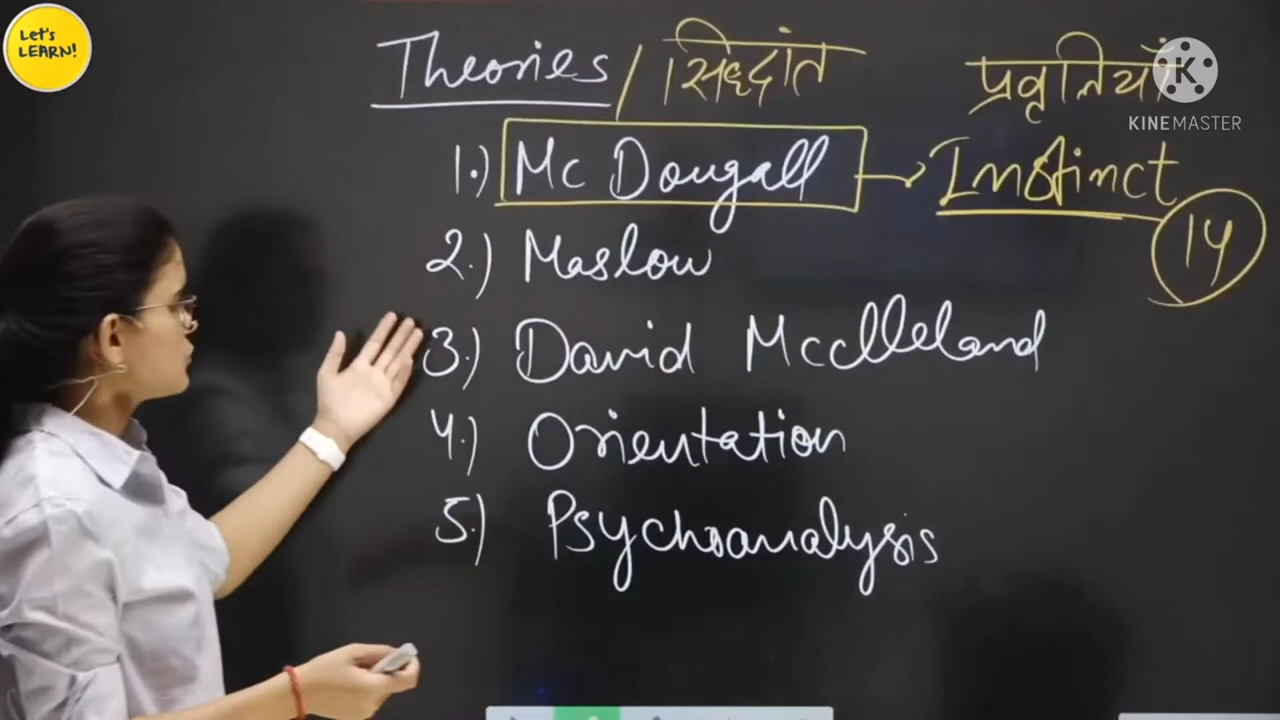 Let's
LEARN!
Theories / सिद्धांत
प्रवृत्तियाँ
KINEMASTER
1.) Mc Dougall → Instinct
14
2.) Maslow
3.) David Mcclleland
4.) Orientation
5.) Psychoanalysis